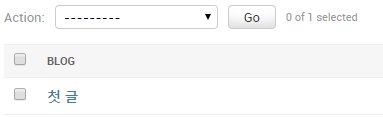 Action: --------- Go 0 of 1 selected
BLOG
첫 글